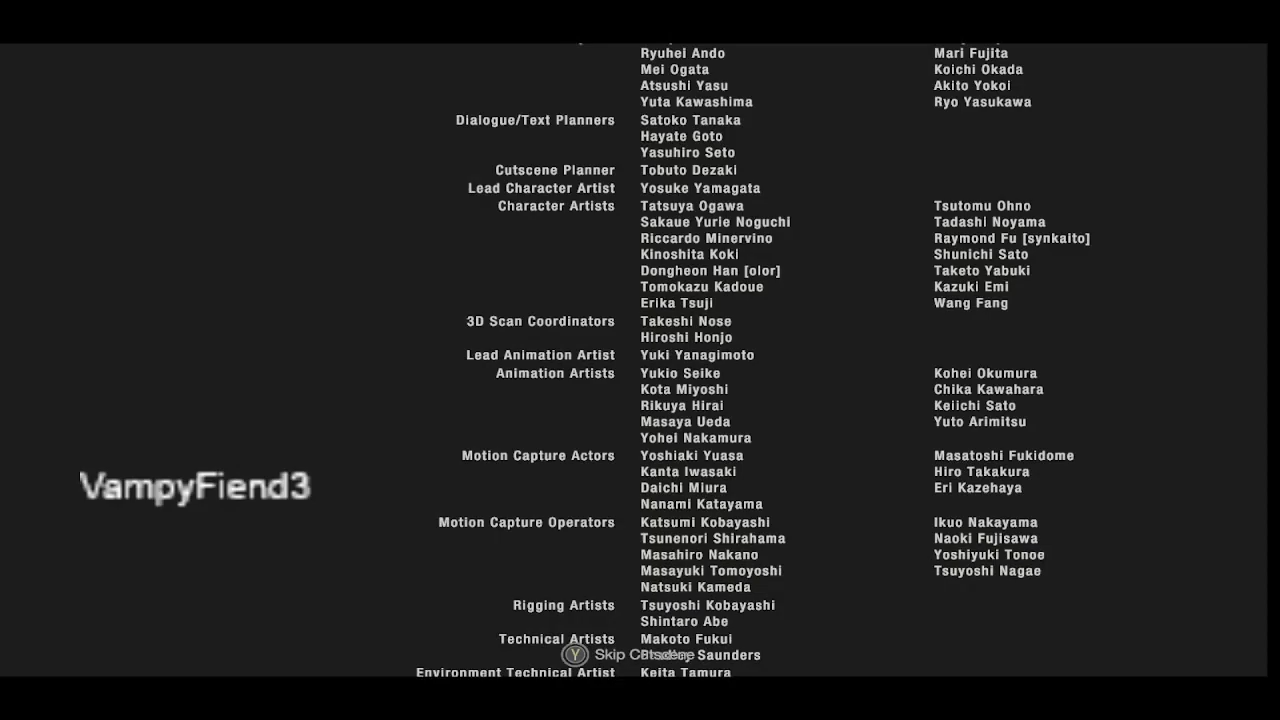 Ryuhei Ando Mari Fujita
Mei Ogata Koichi Okada
Atsushi Yasu Akito Yokoi
Yuta Kawashima Ryo Yasukawa
Dialogue/Text Planners Satoko Tanaka
Hayate Goto
Yasuhiro Seto
Cutscene Planner Tobuto Dezaki
Lead Character Artist Yosuke Yamagata
Character Artists Tatsuya Ogawa Tsutomu Ohno
Sakaue Yurie Noguchi Tadashi Noyama
Riccardo Minervino Raymond Fu [synkaito]
Kinoshita Koki Shunichi Sato
Dongheon Han [olor] Taketo Yabuki
Tomokazu Kadoue Kazuki Emi
Erika Tsuji Wang Fang
3D Scan Coordinators Takeshi Nose
Hiroshi Honjo
Lead Animation Artist Yuki Yanagimoto
Animation Artists Yukio Seike Kohei Okumura
Kota Miyoshi Chika Kawahara
Rikuya Hirai Keiichi Sato
Masaya Ueda Yuto Arimitsu
Yohei Nakamura
Motion Capture Actors Yoshiaki Yuasa Masatoshi Fukidome
Kanta Iwasaki Hiro Takakura
Daichi Miura Eri Kazehaya
VampyFiend3
Nanami Katayama
Motion Capture Operators Katsumi Kobayashi Ikuo Nakayama
Tsunenori Shirahama Naoki Fujisawa
Masahiro Nakano Yoshiyuki Tonoe
Masayuki Tomoyoshi Tsuyoshi Nagae
Natsuki Kameda
Rigging Artists Tsuyoshi Kobayashi
Shintaro Abe
Technical Artists Makoto Fukui
Y Skip Cutscene Saunders
Environment Technical Artist Keita Tamura